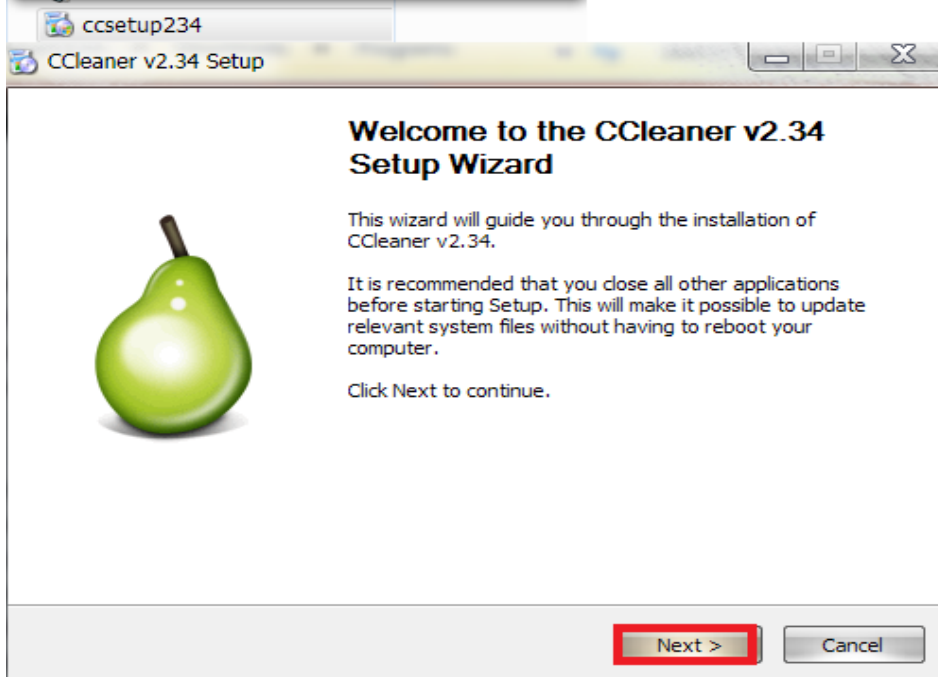 ccsetup234
CCleaner v2.34 Setup
Welcome to the CCleaner v2.34
Setup Wizard
This wizard will guide you through the installation of
CCleaner v2.34.
It is recommended that you close all other applications
before starting Setup. This will make it possible to update
relevant system files without having to reboot your
computer.
Click Next to continue.
Next >
Cancel